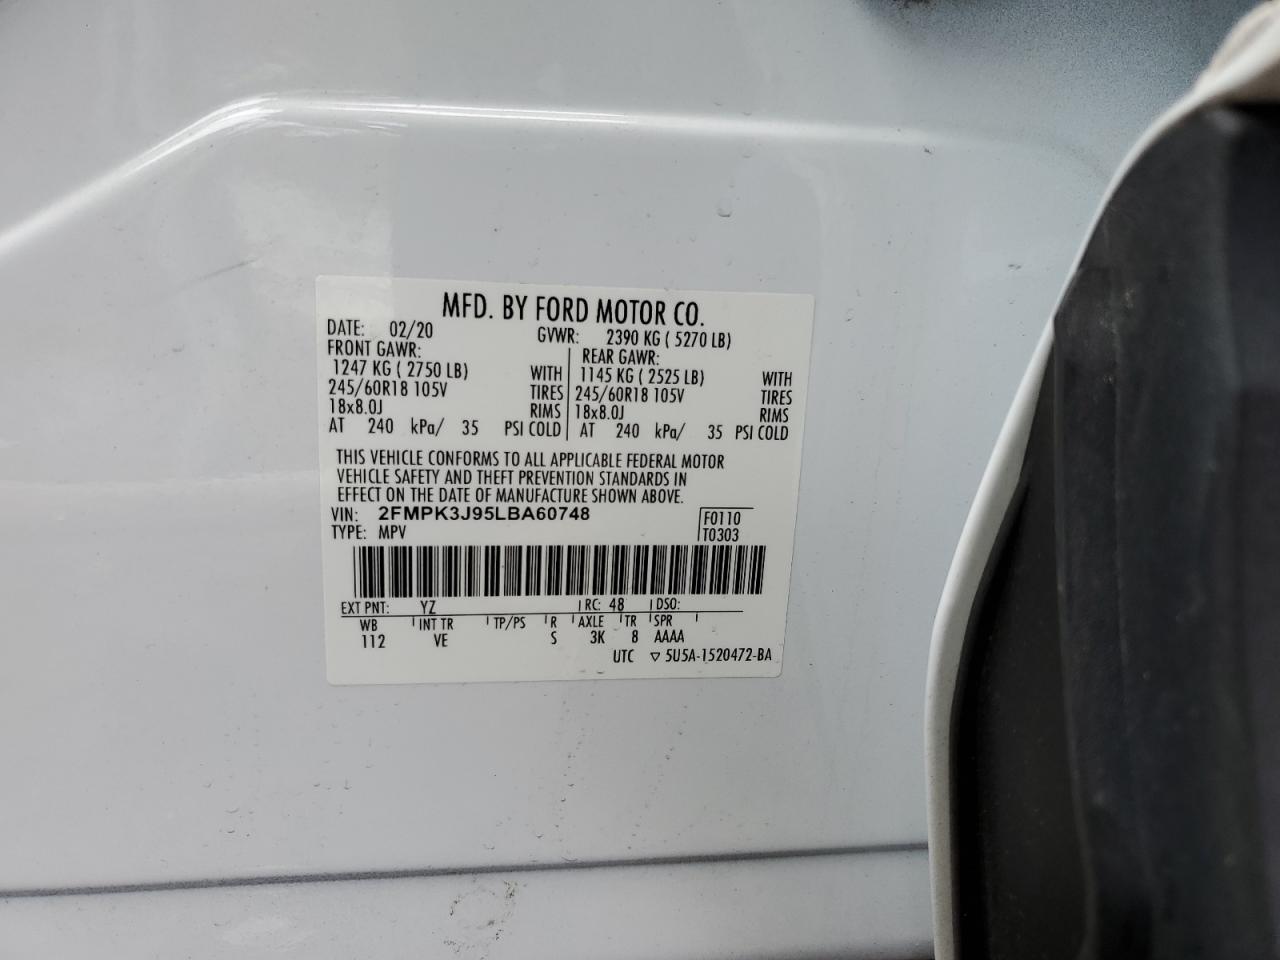 MFD. BY FORD MOTOR CO.
DATE: 02/20 GVWR: 2390 KG ( 5270 LB)
FRONT GAWR: REAR GAWR:
1247 KG ( 2750 LB) WITH 1145 KG ( 2525 LB) WITH
245/60R18 105V TIRES 245/60R18 105V TIRES
18x8.0J RIMS 18x8.0J RIMS
AT 240 kPa/ 35 PSI COLD AT 240 kPa/ 35 PSI COLD
THIS VEHICLE CONFORMS TO ALL APPLICABLE FEDERAL MOTOR
VEHICLE SAFETY AND THEFT PREVENTION STANDARDS IN
EFFECT ON THE DATE OF MANUFACTURE SHOWN ABOVE.
VIN: 2FMPK3J95LBA60748 F0110
TYPE: MPV T0303
EXT PNT: YZ RC: 48 DSO:
WB INT TR TP/PS R AXLE TR SPR
112 VE S 3K 8 AAAA
UTC ▽ 5U5A-1520472-BA